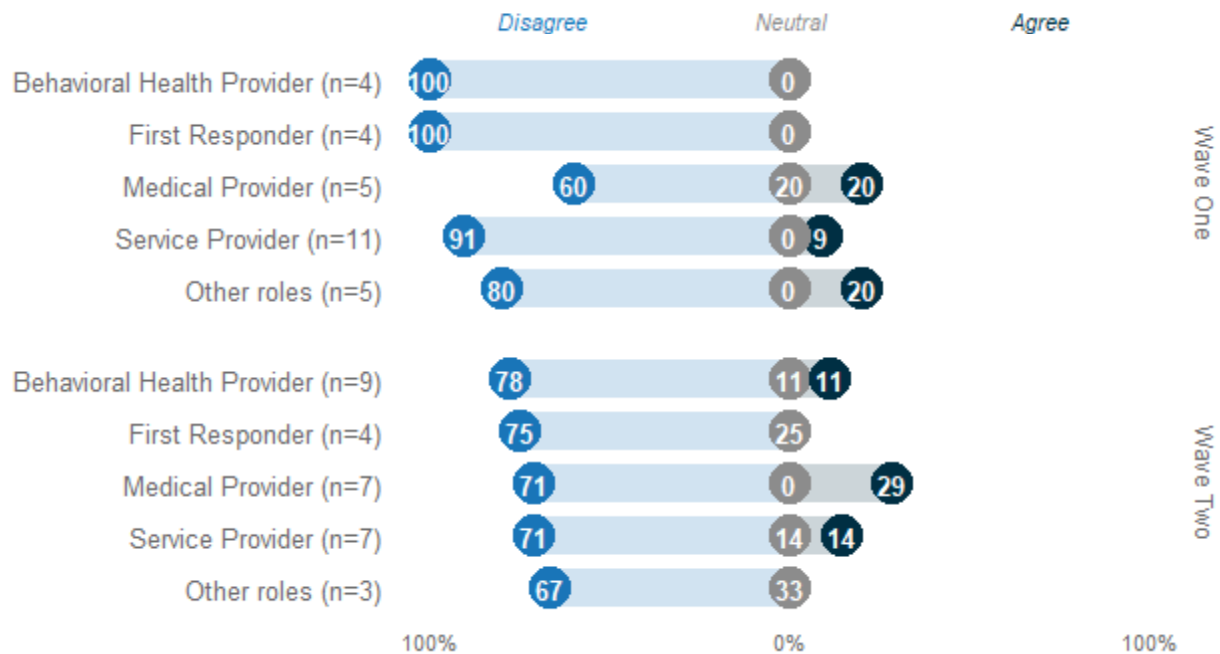 Disagree Neutral Agree
Behavioral Health Provider (n=4) 100 0
First Responder (n=4) 100 0
Medical Provider (n=5) 60 20 20
Service Provider (n=11) 91 0 9
Other roles (n=5) 80 0 20
Wave One
Behavioral Health Provider (n=9) 78 11 11
First Responder (n=4) 75 25
Medical Provider (n=7) 71 0 29
Service Provider (n=7) 71 14 14
Other roles (n=3) 67 33
Wave Two
100% 0% 100%